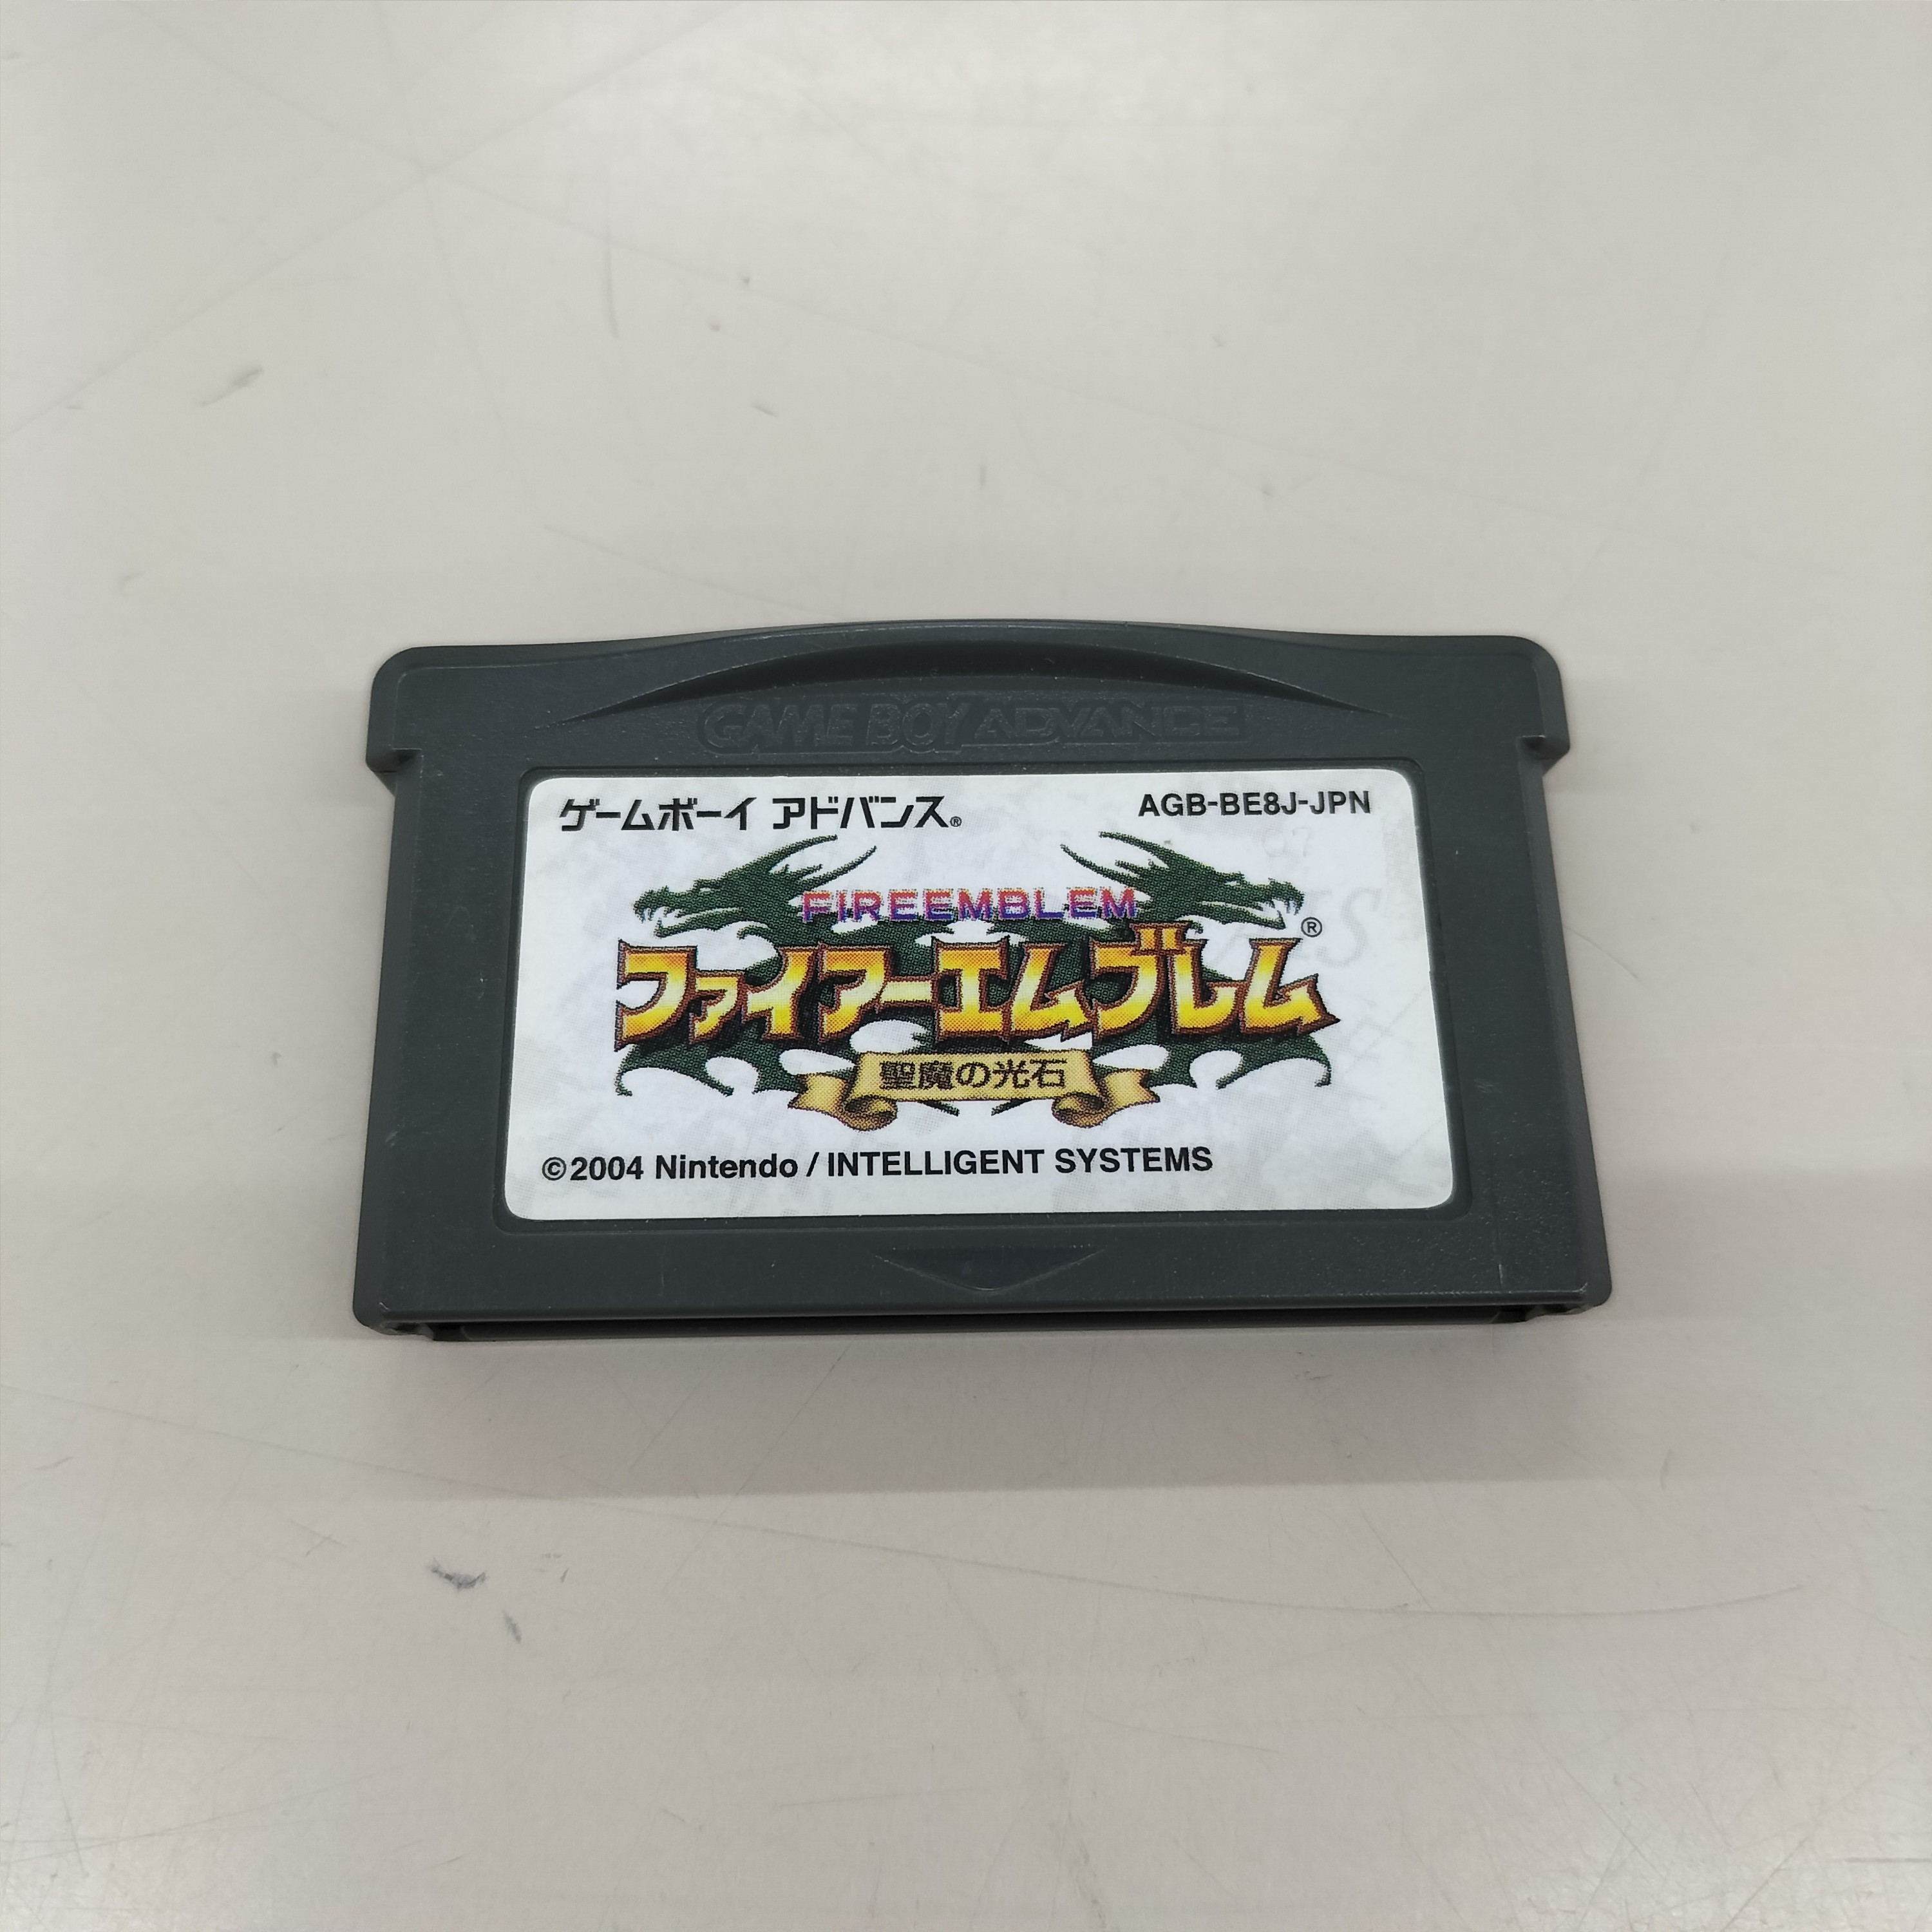 GAME BOY ADVANCE
ゲームボーイ アドバンス®
AGB-BE8J-JPN
FIREEMBLEM
ファイアーエムブレム®
聖魔の光石
©2004 Nintendo / INTELLIGENT SYSTEMS